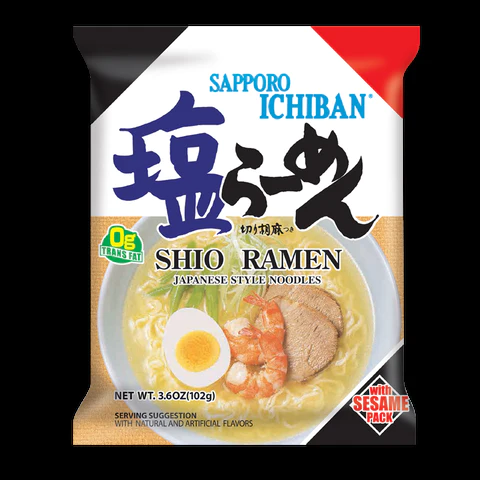 SAPPORO
ICHIBAN®
塩らーめん
切り胡麻つき
0g
TRANS FAT
SHIO RAMEN
JAPANESE STYLE NOODLES
NET WT. 3.6OZ(102g)
SERVING SUGGESTION
WITH NATURAL AND ARTIFICIAL FLAVORS
with
SESAME
PACK